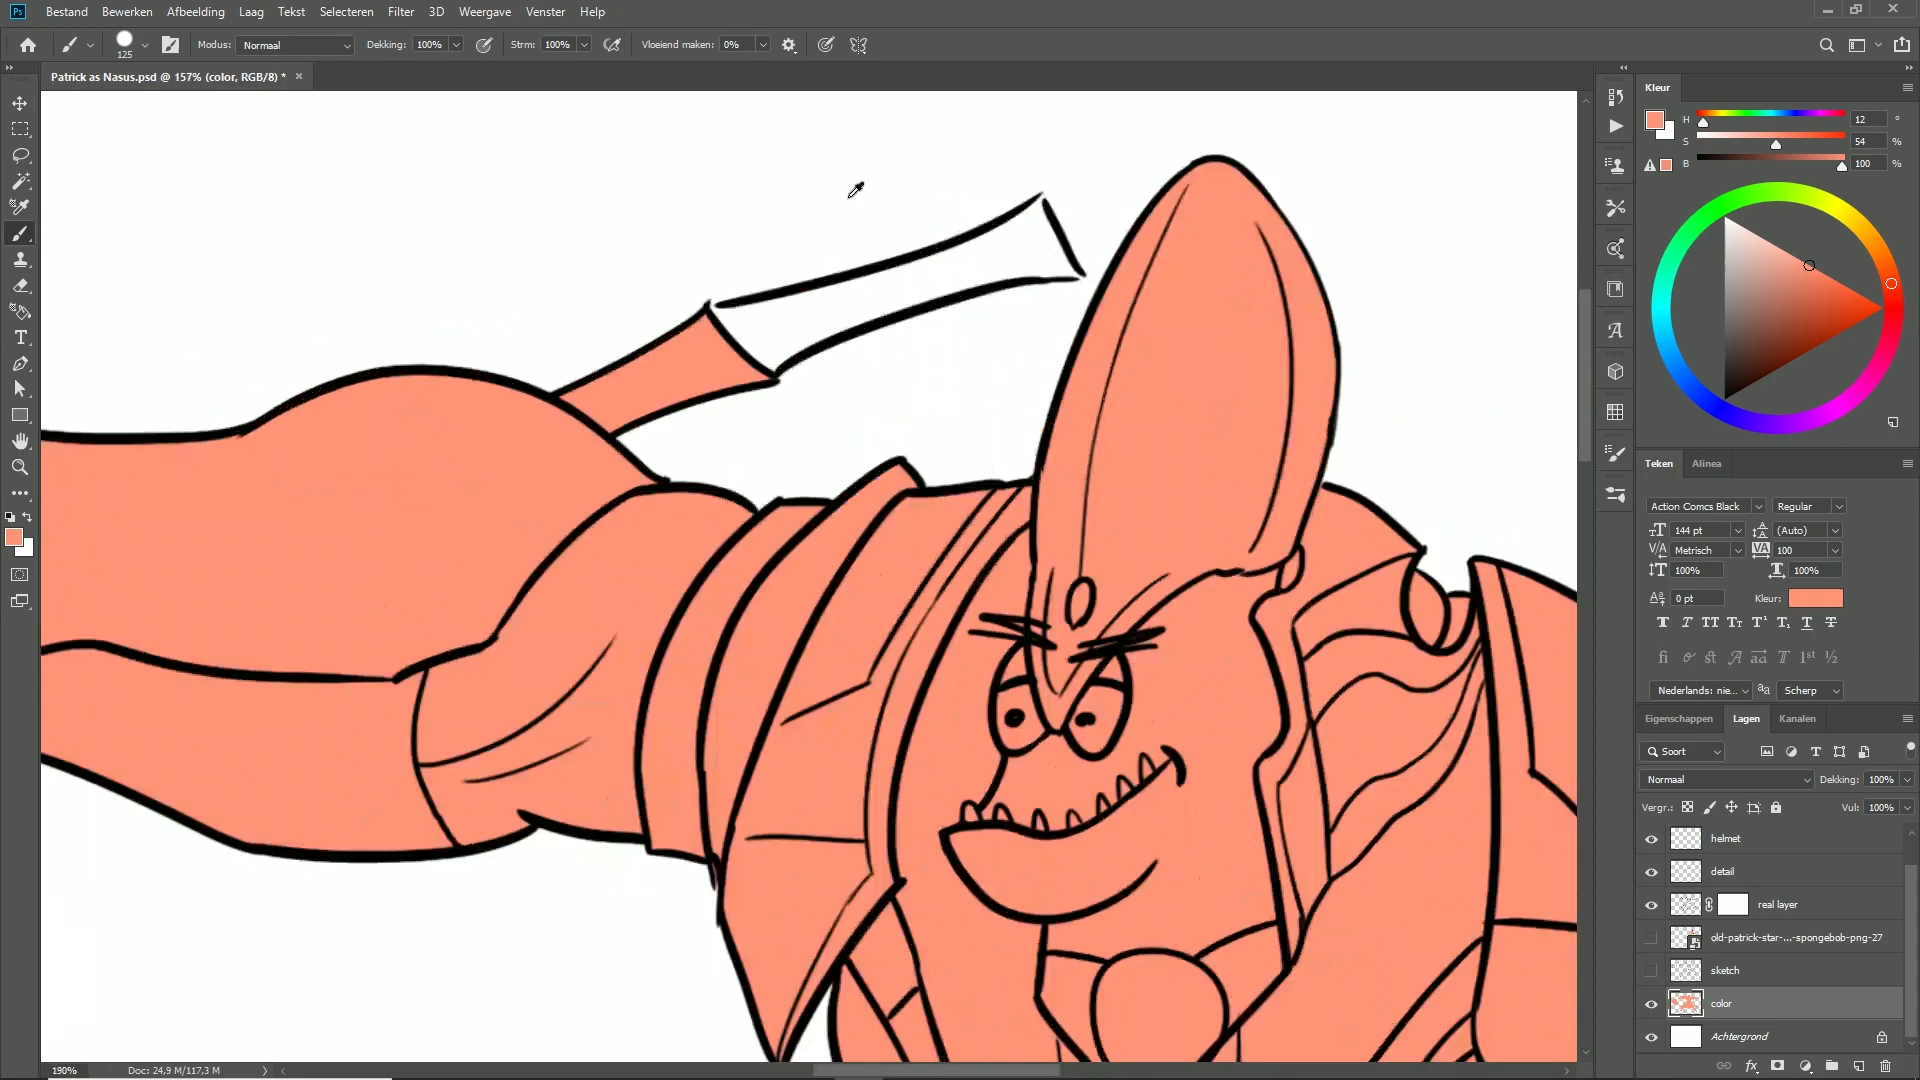 Ps Bestand Bewerken Afbeelding Laag Tekst Selecteren Filter 3D Weergave Venster Help
125 Modus: Normaal Dekking: 100% Strm: 100% Vloeiend maken: 0%
Patrick as Nasus.psd @ 157% (color, RGB/8) *
Kleur
H 12 °
S 54 %
B 100 %
Teken Alinea
Action Comcs Black Regular
144 pt (Auto)
Metrisch 100
100% 100%
0 pt Kleur:
Nederlands: nie... Scherp
Eigenschappen Lagen Kanalen
Soort
Normaal Dekking: 100%
Vergr.: Vul: 100%
helmet
detail
real layer
old-patrick-star-...-spongebob-png-27
sketch
color
Achtergrond
190% Doc: 24,9 M/117,3 M